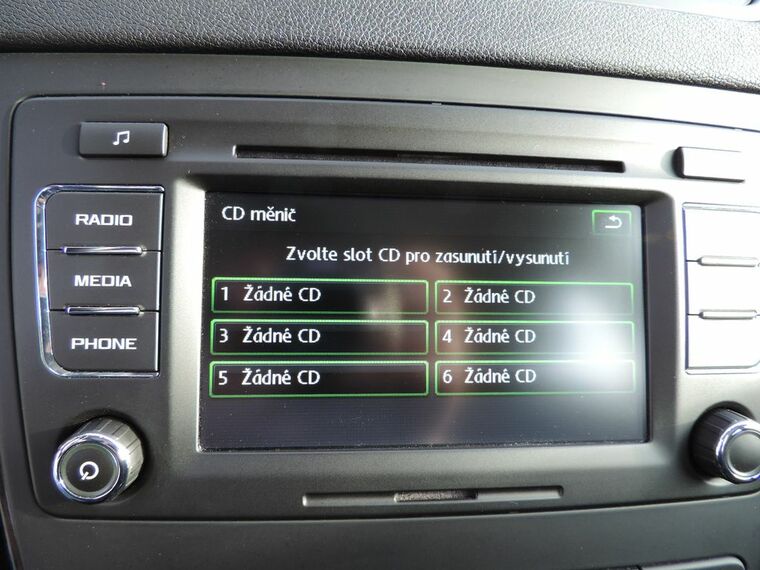 CD měnič
Zvolte slot CD pro zasunutí/vysunutí
RADIO
MEDIA
PHONE
1 Žádné CD
2 Žádné CD
3 Žádné CD
4 Žádné CD
5 Žádné CD
6 Žádné CD